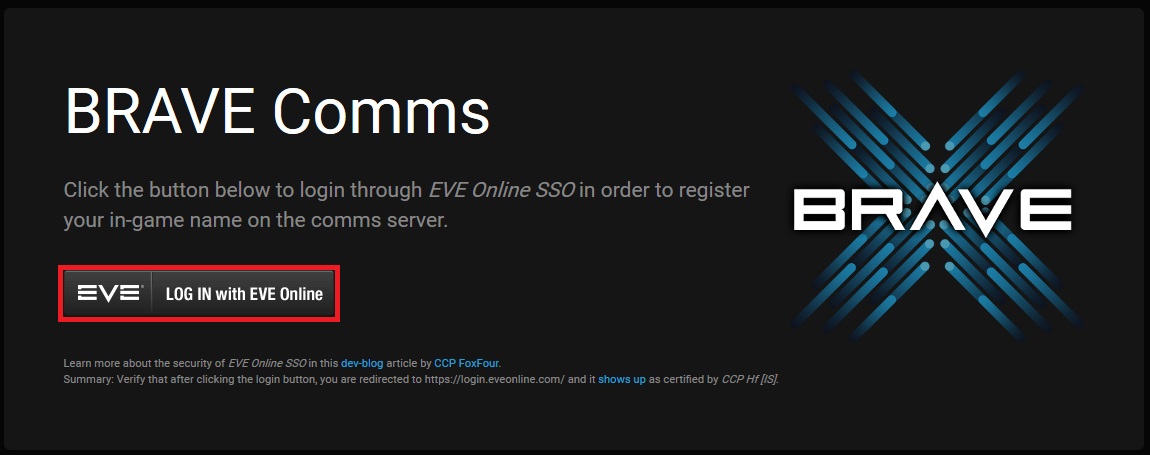 BRAVE Comms
Click the button below to login through EVE Online SSO in order to register
your in-game name on the comms server.
BRAVE
EVE® LOG IN with EVE Online
Learn more about the security of EVE Online SSO in this dev-blog article by CCP FoxFour.
Summary: Verify that after clicking the login button, you are redirected to https://login.eveonline.com/ and it shows up as certified by CCP Hf [IS].